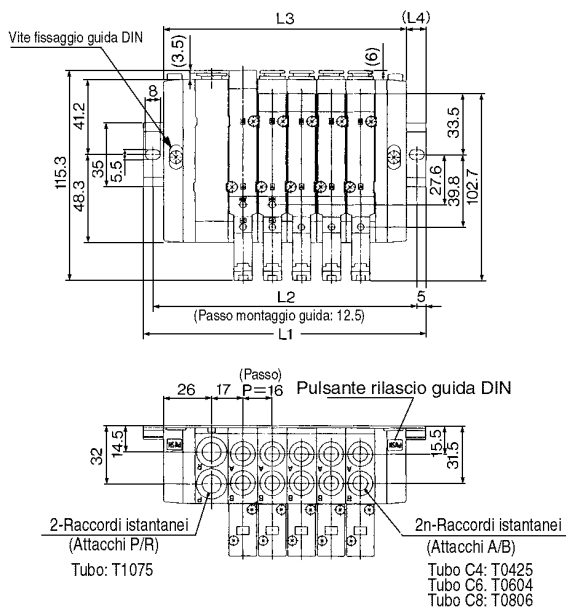 L3
(L4)
Vite fissaggio guida DIN
(3.5)
(6)
8
41.2
33.5
115.3
35
5.5
48.3
27.6
39.8
102.7
L2
5
(Passo montaggio guida: 12.5)
L1
(Passo)
P=16
26
17
Pulsante rilascio guida DIN
32
14.5
15.5
31.5
R
A
A
A
A
A
P
B
B
B
B
B
2-Raccordi istantanei
(Attacchi P/R)
Tubo: T1075
2n-Raccordi istantanei
(Attacchi A/B)
Tubo C4: T0425
Tubo C6. T0604
Tubo C8: T0806